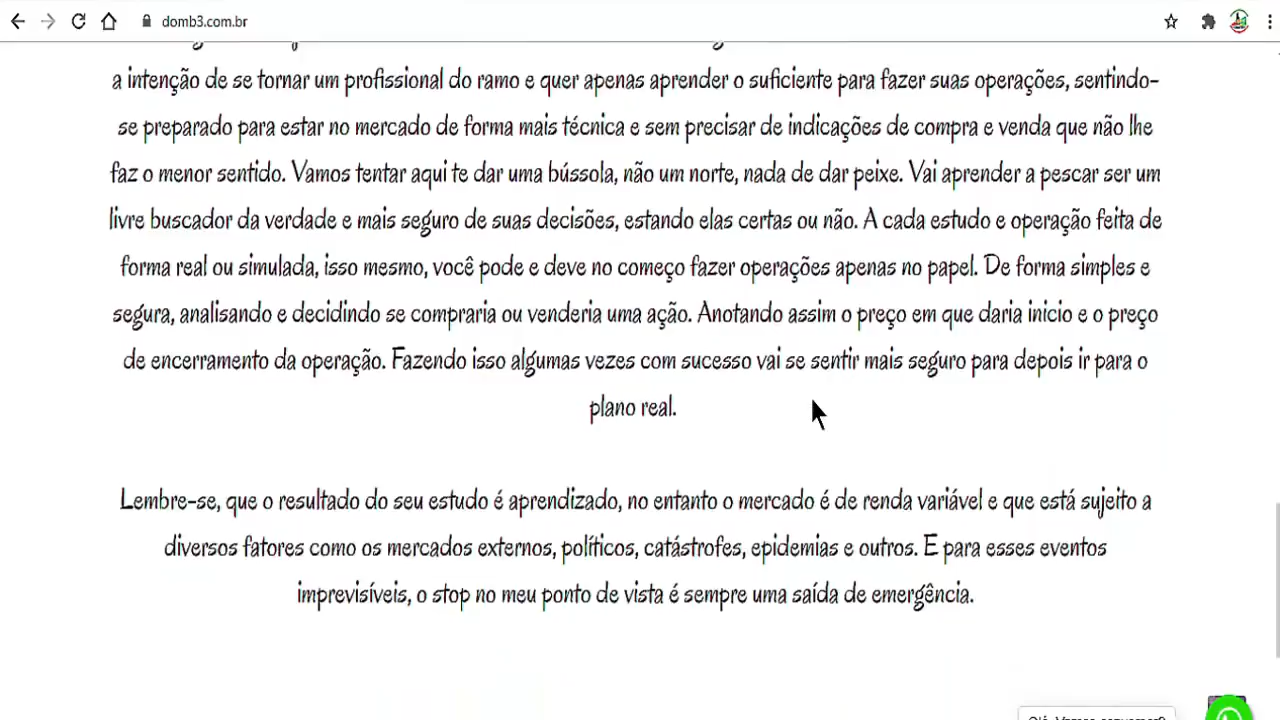 domb3.com.br
a intenção de se tornar um profissional do ramo e quer apenas aprender o suficiente para fazer suas operações, sentindo-
se preparado para estar no mercado de forma mais técnica e sem precisar de indicações de compra e venda que não lhe
faz o menor sentido. Vamos tentar aqui te dar uma bússola, não um norte, nada de dar peixe. Vai aprender a pescar ser um
livre buscador da verdade e mais seguro de suas decisões, estando elas certas ou não. A cada estudo e operação feita de
forma real ou simulada, isso mesmo, você pode e deve no começo fazer operações apenas no papel. De forma simples e
segura, analisando e decidindo se compraria ou venderia uma ação. Anotando assim o preço em que daria inicio e o preço
de encerramento da operação. Fazendo isso algumas vezes com sucesso vai se sentir mais seguro para depois ir para o
plano real.
Lembre-se, que o resultado do seu estudo é aprendizado, no entanto o mercado é de renda variável e que está sujeito a
diversos fatores como os mercados externos, políticos, catástrofes, epidemias e outros. E para esses eventos
imprevisíveis, o stop no meu ponto de vista é sempre uma saída de emergência.